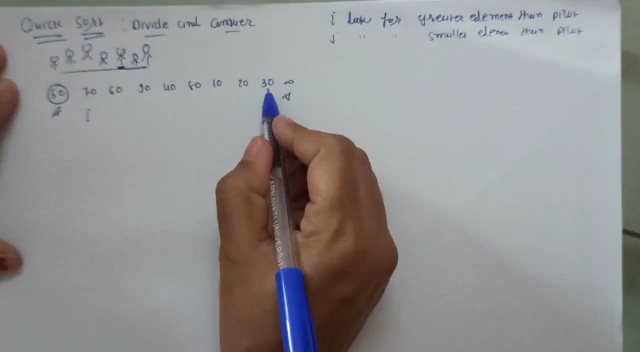 Quick Sort : Divide and Conquer
i look for greater element than pivot
j " " smaller elemen than pivot
50 70 60 90 40 80 10 20 30 ∞
i